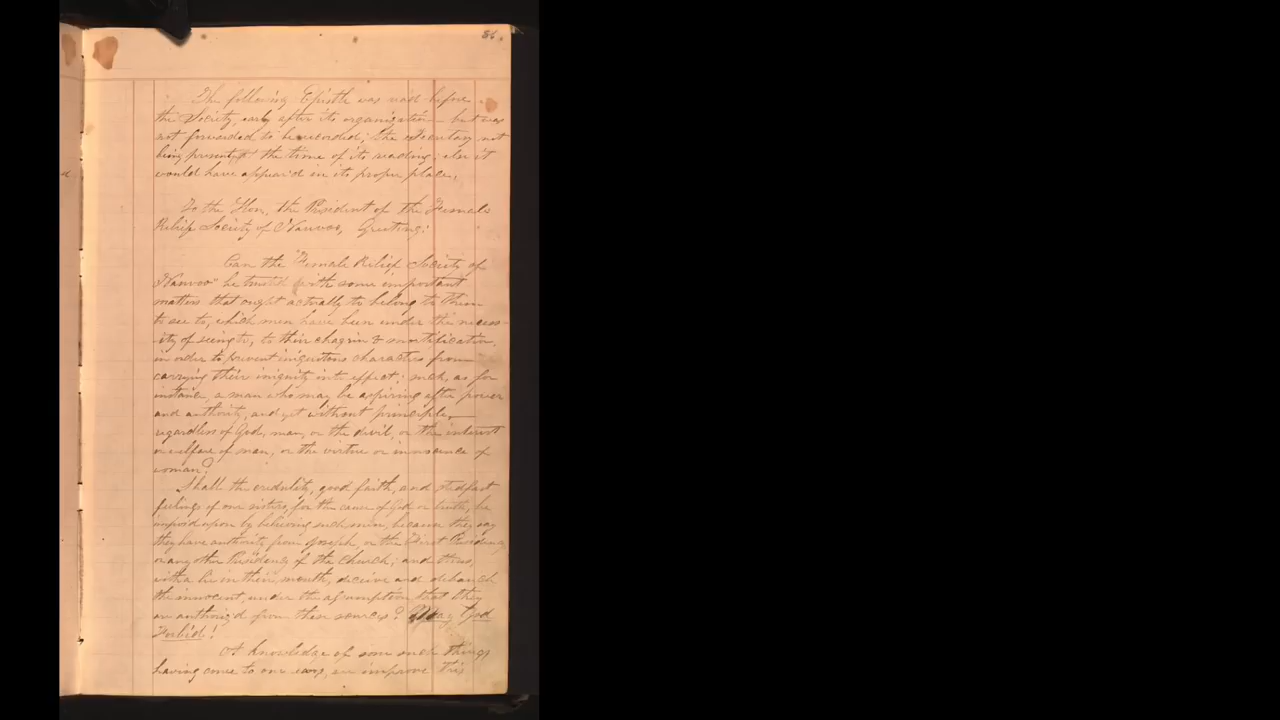 86.
The following Epistle was read before
the Society, early after its organization— but was
not forwarded to be recorded; the Secretary not
being present at the time of its reading; else it
would have appear'd in its proper place.
To the Hon. the President of the Female
Relief Society of Nauvoo, Greeting:
Can the "Female Relief Society of
Nauvoo" be trusted with some important
matters that ought actually to belong to them
to see to, which men have been under the necess-
ity of seeing to, to their chagrin & mortification,
in order to prevent iniquitous characters from
carrying their iniquity into effect; such, as for
instance, a man who may be aspiring after power
and authority, and yet without principle,—
regardless of God, man, or the devil, or the interest
or welfare of man, or the virtue or innocence of
woman?
Shall the credulity, good faith, and stedfast
feelings of our sisters, for the cause of God or truth, be
imposed upon by believing such men, because they say
they have authority from Joseph, or the First Presidency
or any other Presidency of the Church; and thus,
with a lie in their mouth, deceive and debauch
the innocent, under the assumption that they
are authoriz'd from these sources? May God
Forbid!
A knowledge of some such things
having come to our ears, we improve this